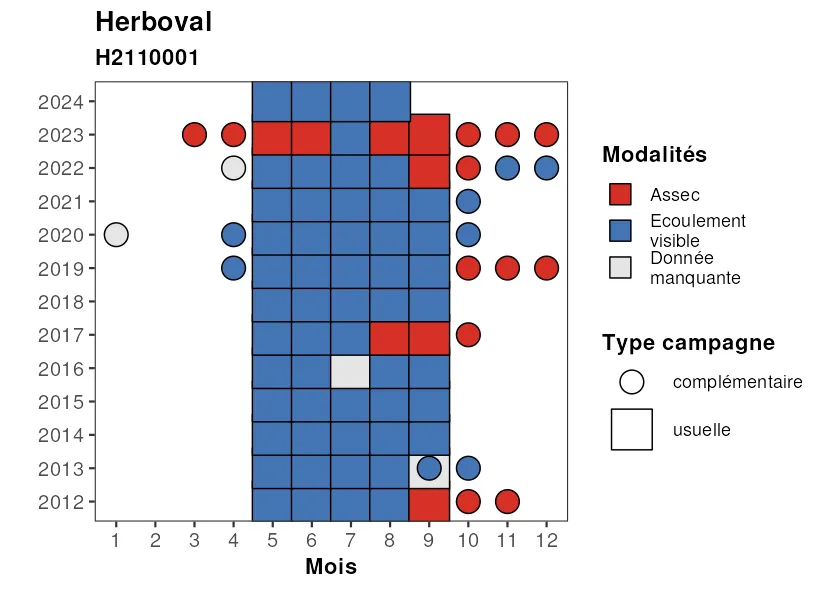 Herboval
H2110001
2024
2023
2022
2021
2020
2019
2018
2017
2016
2015
2014
2013
2012
1 2 3 4 5 6 7 8 9 10 11 12
Mois
Modalités
Assec
Ecoulement
visible
Donnée
manquante
Type campagne
complémentaire
usuelle